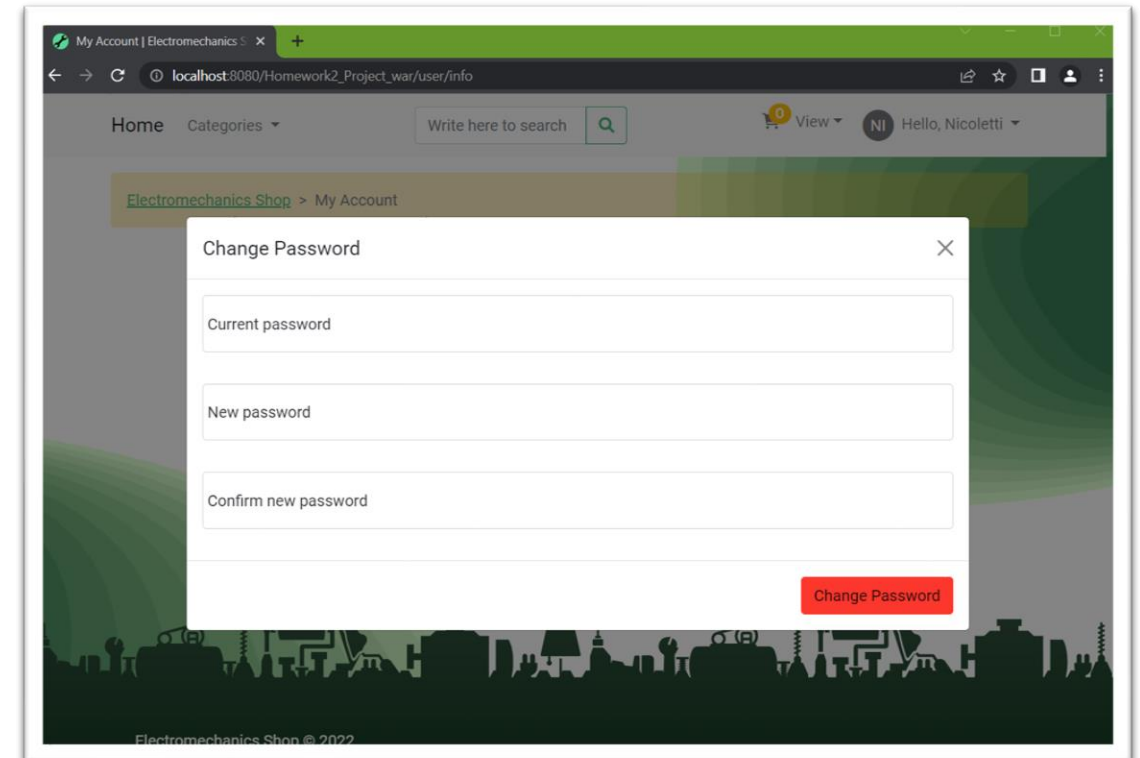 My Account | Electromechanics S
localhost:8080/Homework2_Project_war/user/info
Home Categories Write here to search 0 View NI Hello, Nicoletti
Electromechanics Shop > My Account
Change Password
Current password
New password
Confirm new password
Change Password
Electromechanics Shop © 2022